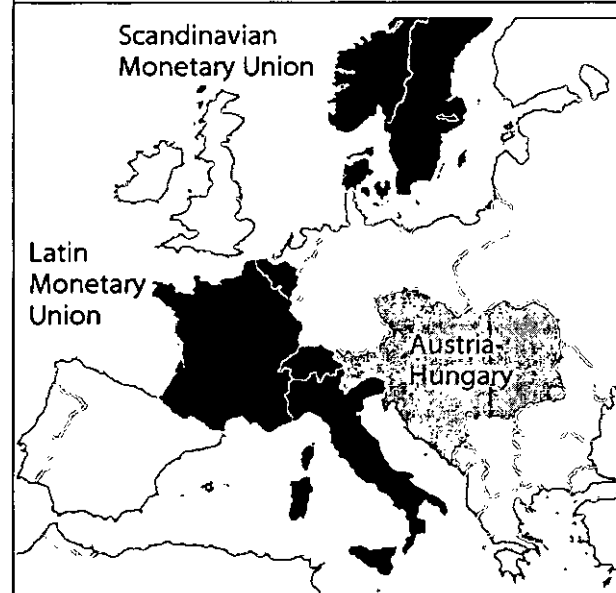 Scandinavian
Monetary Union
Latin
Monetary
Union
Austria-
Hungary